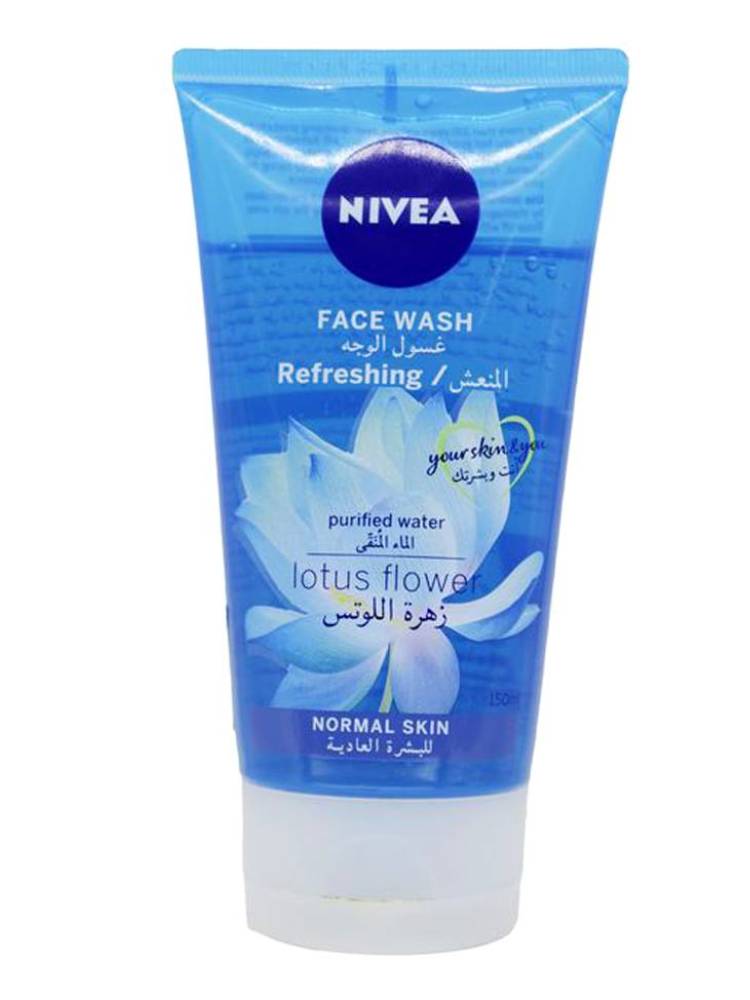 NIVEA
FACE WASH
غسول الوجه
Refreshing / المنعش
your skin & you
أنت وبشرتك
purified water
الماء المُنَقّى
lotus flower
زهرة اللوتس
150ml
NORMAL SKIN
للبشرة العادية